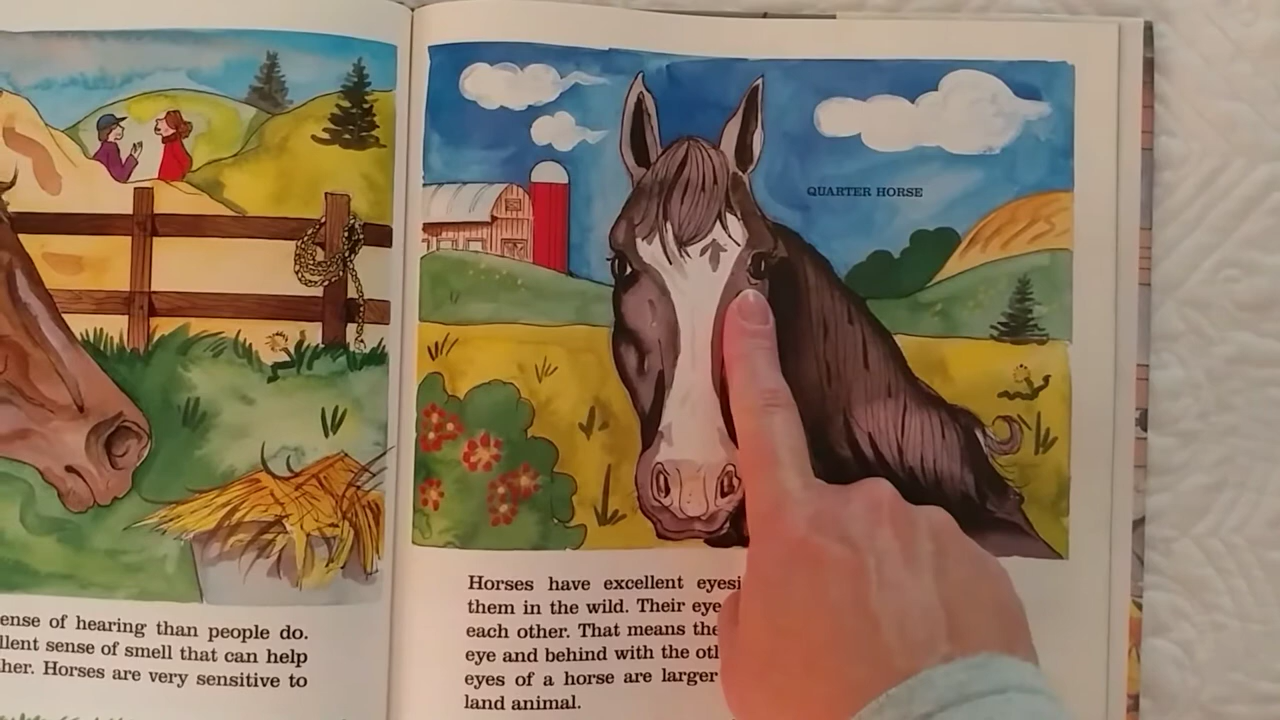 ense of hearing than people do.
llent sense of smell that can help
her. Horses are very sensitive to
QUARTER HORSE
Horses have excellent eyesi
them in the wild. Their eye
each other. That means the
eye and behind with the otl
eyes of a horse are larger
land animal.